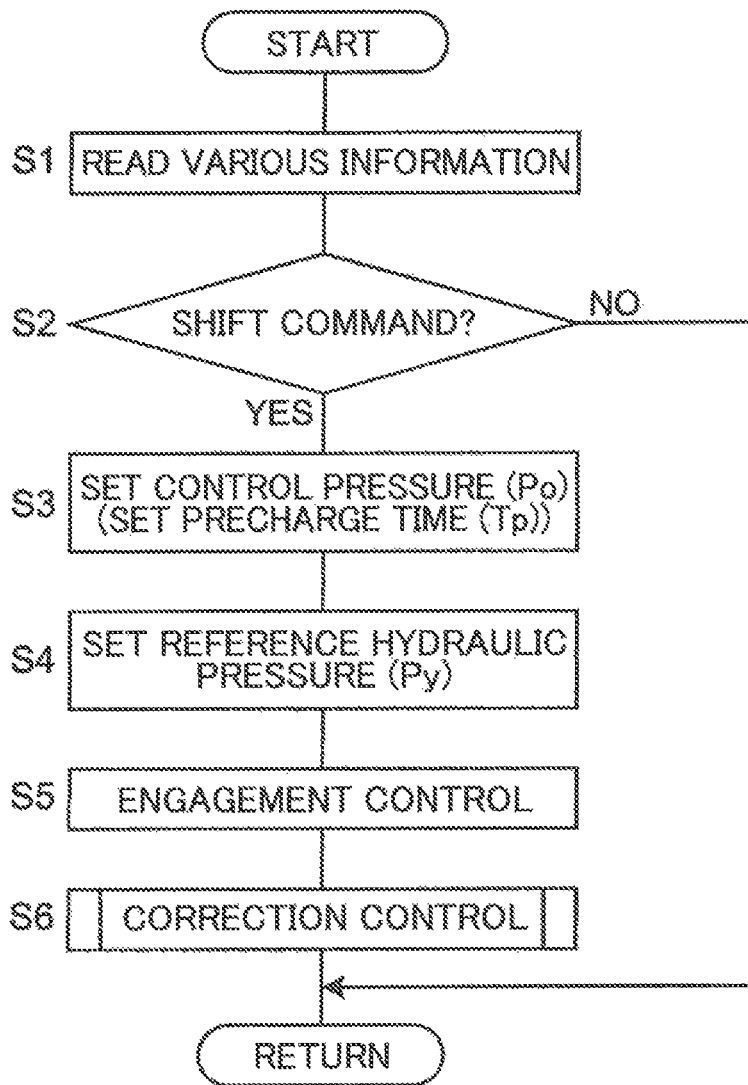 START
S1 READ VARIOUS INFORMATION
S2 SHIFT COMMAND? NO
YES
S3 SET CONTROL PRESSURE (Po)
(SET PRECHARGE TIME (Tp))
S4 SET REFERENCE HYDRAULIC
PRESSURE (Py)
S5 ENGAGEMENT CONTROL
S6 CORRECTION CONTROL
RETURN